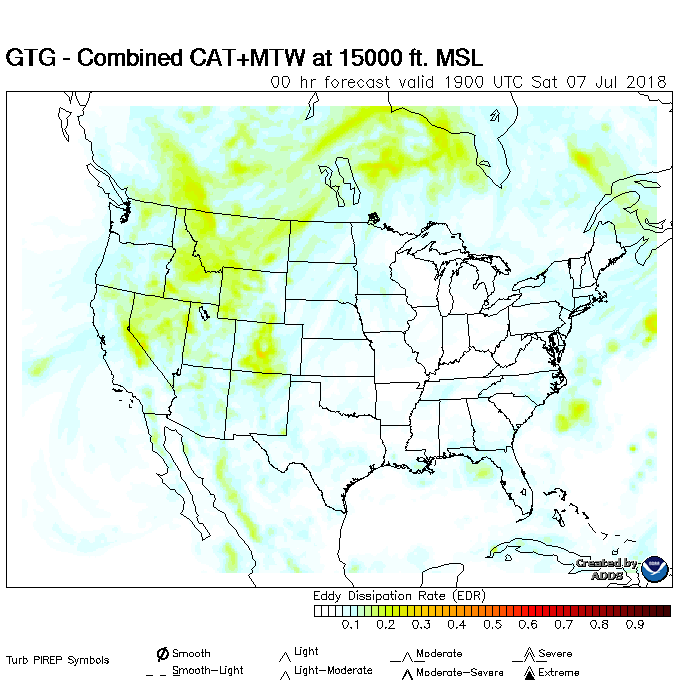 GTG - Combined CAT+MTW at 15000 ft. MSL
00 hr forecast valid 1900 UTC Sat 07 Jul 2018
Created by
ADDS
Eddy Dissipation Rate (EDR)
0.1 0.2 0.3 0.4 0.5 0.6 0.7 0.8 0.9
Turb PIREP Symbols
Smooth Light Moderate Severe
Smooth-Light Light-Moderate Moderate-Severe Extreme